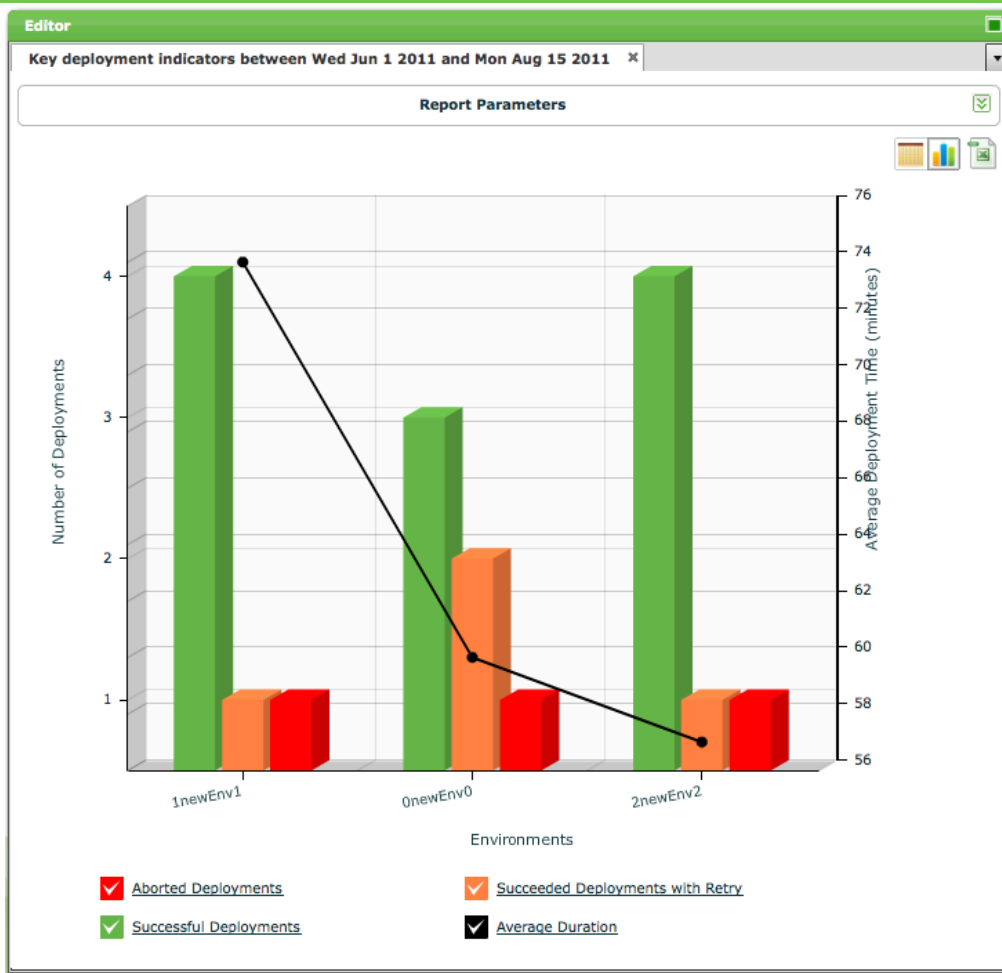 Editor
Key deployment indicators between Wed Jun 1 2011 and Mon Aug 15 2011
Report Parameters
76
74
72
70
68
66
64
62
60
58
56
4
3
2
1
Number of Deployments
Average Deployment Time (minutes)
1newEnv1
0newEnv0
2newEnv2
Environments
Aborted Deployments
Succeeded Deployments with Retry
Successful Deployments
Average Duration